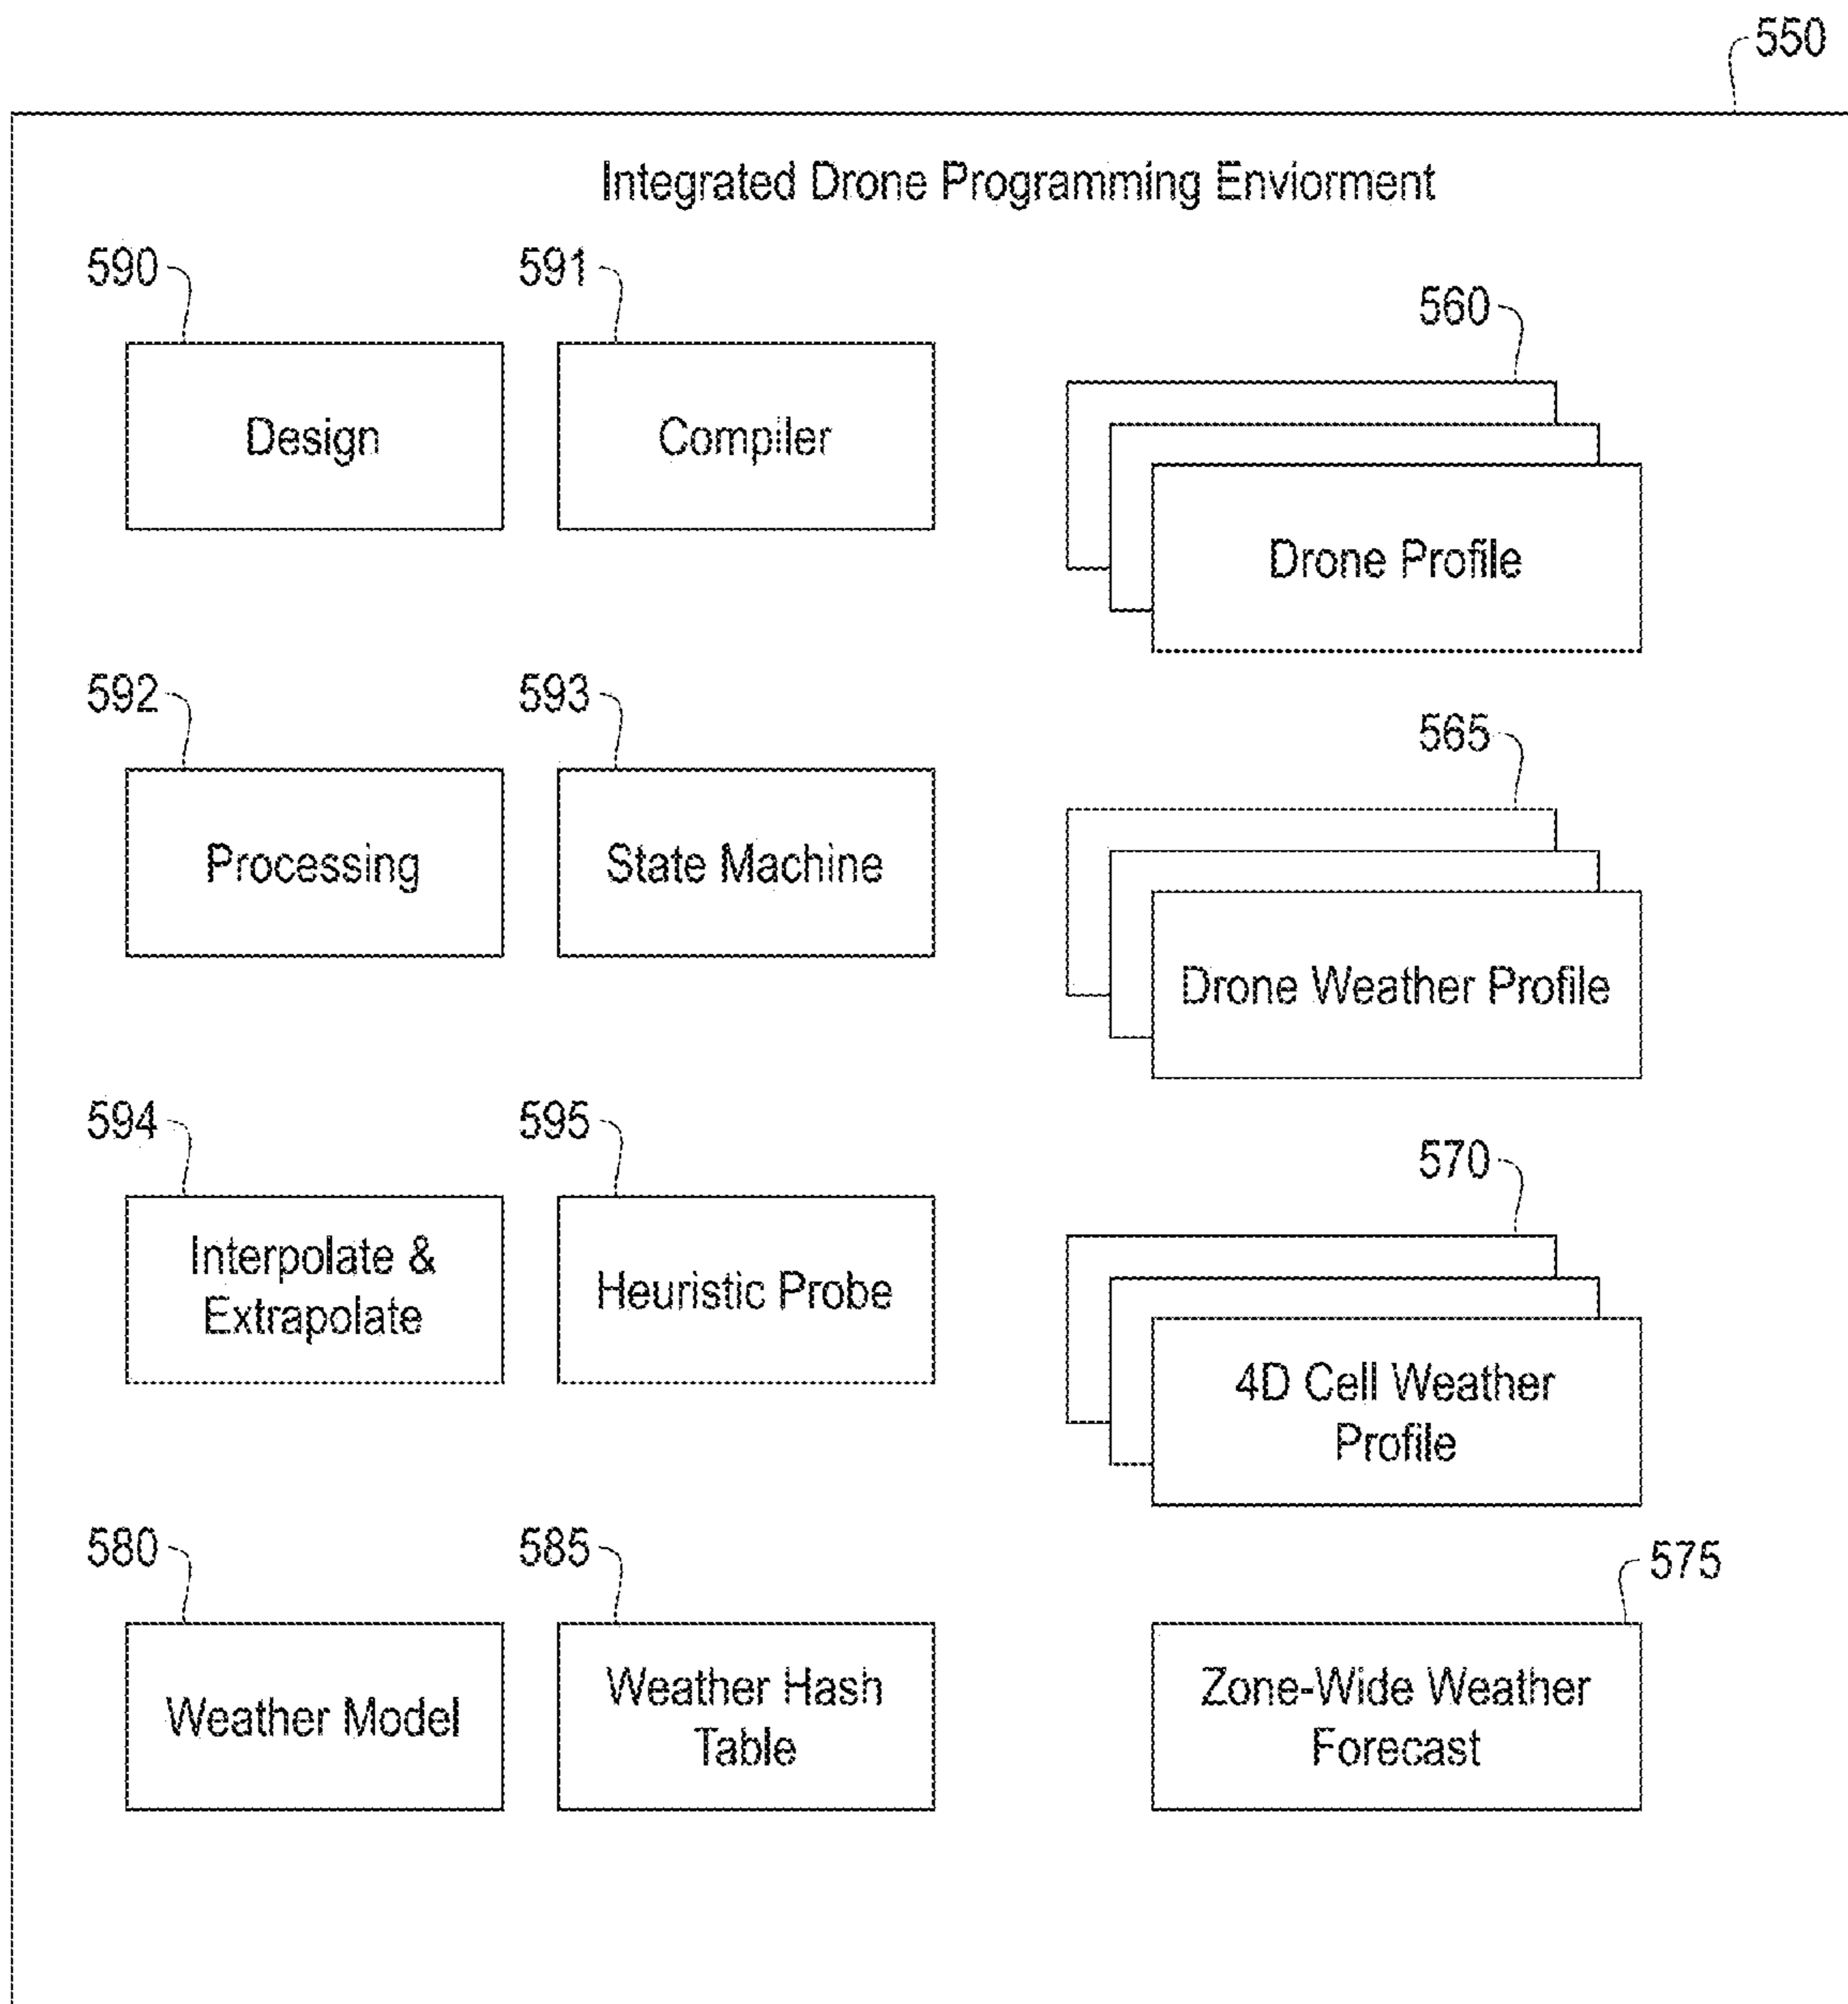 550
Integrated Drone Programming Enviorment
590
591
560
Design
Compiler
Drone Profile
592
593
565
Processing
State Machine
Drone Weather Profile
594
595
570
Interpolate &
Extrapolate
Heuristic Probe
4D Cell Weather
Profile
580
585
575
Weather Model
Weather Hash
Table
Zone-Wide Weather
Forecast